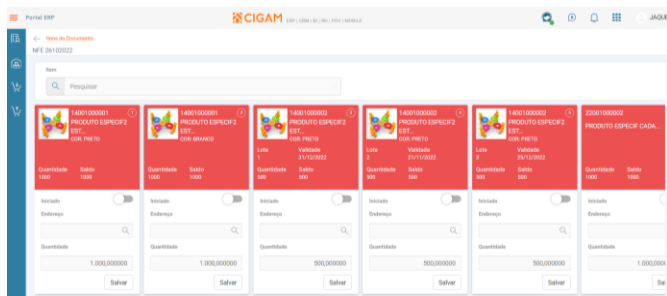 Portal ERP
CIGAM ERP | CRM | BI | RH | PDV | MOBILE
JAQUE
Itens do Documento
NFE 26102022
Item
Pesquisar
14001000001 1
PRODUTO ESPECIF2
EST...
COR: PRETO
Quantidade Saldo
1000 1000
Iniciado
Endereço
Quantidade
1.000,000000
Salvar
14001000001
PRODUTO ESPECIF2
EST...
COR: BRANCO
Quantidade Saldo
1000 1000
Iniciado
Endereço
Quantidade
1.000,000000
Salvar
14001000002
PRODUTO ESPECIF2
EST...
COR: PRETO
Lote Validade
1 31/12/2022
Quantidade Saldo
500 500
Iniciado
Endereço
Quantidade
500,000000
Salvar
14001000002
PRODUTO ESPECIF2
EST...
COR: PRETO
Lote Validade
2 21/11/2022
Quantidade Saldo
500 500
Iniciado
Endereço
Quantidade
500,000000
Salvar
14001000002
PRODUTO ESPECIF2
EST...
COR: PRETO
Lote Validade
3 25/12/2022
Quantidade Saldo
500 500
Iniciado
Endereço
Quantidade
500,000000
Salvar
22001000002
PRODUTO ESPECIF CADA...
Quantidade Saldo
1000 1000
Iniciado
Endereço
Quantidade
1.000,000
Sa